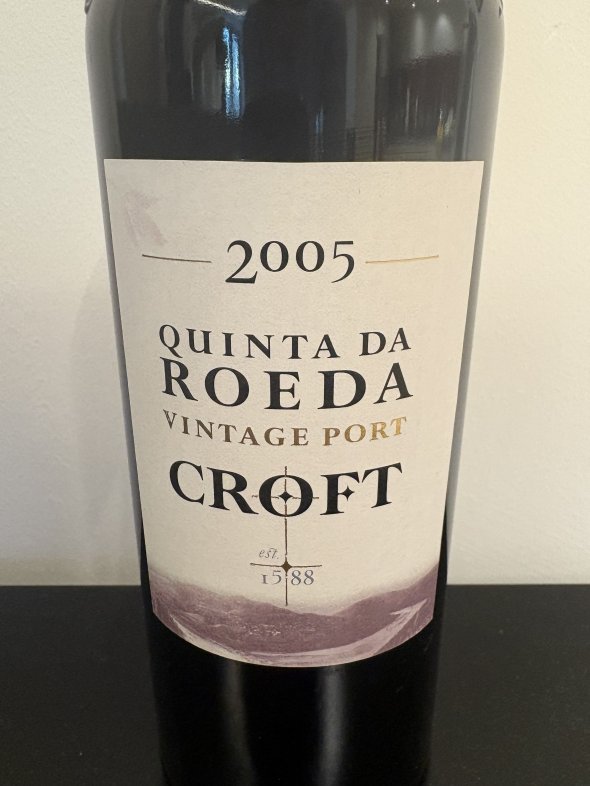 2005
QUINTA DA
ROEDA
VINTAGE PORT
CROFT
est.
1588